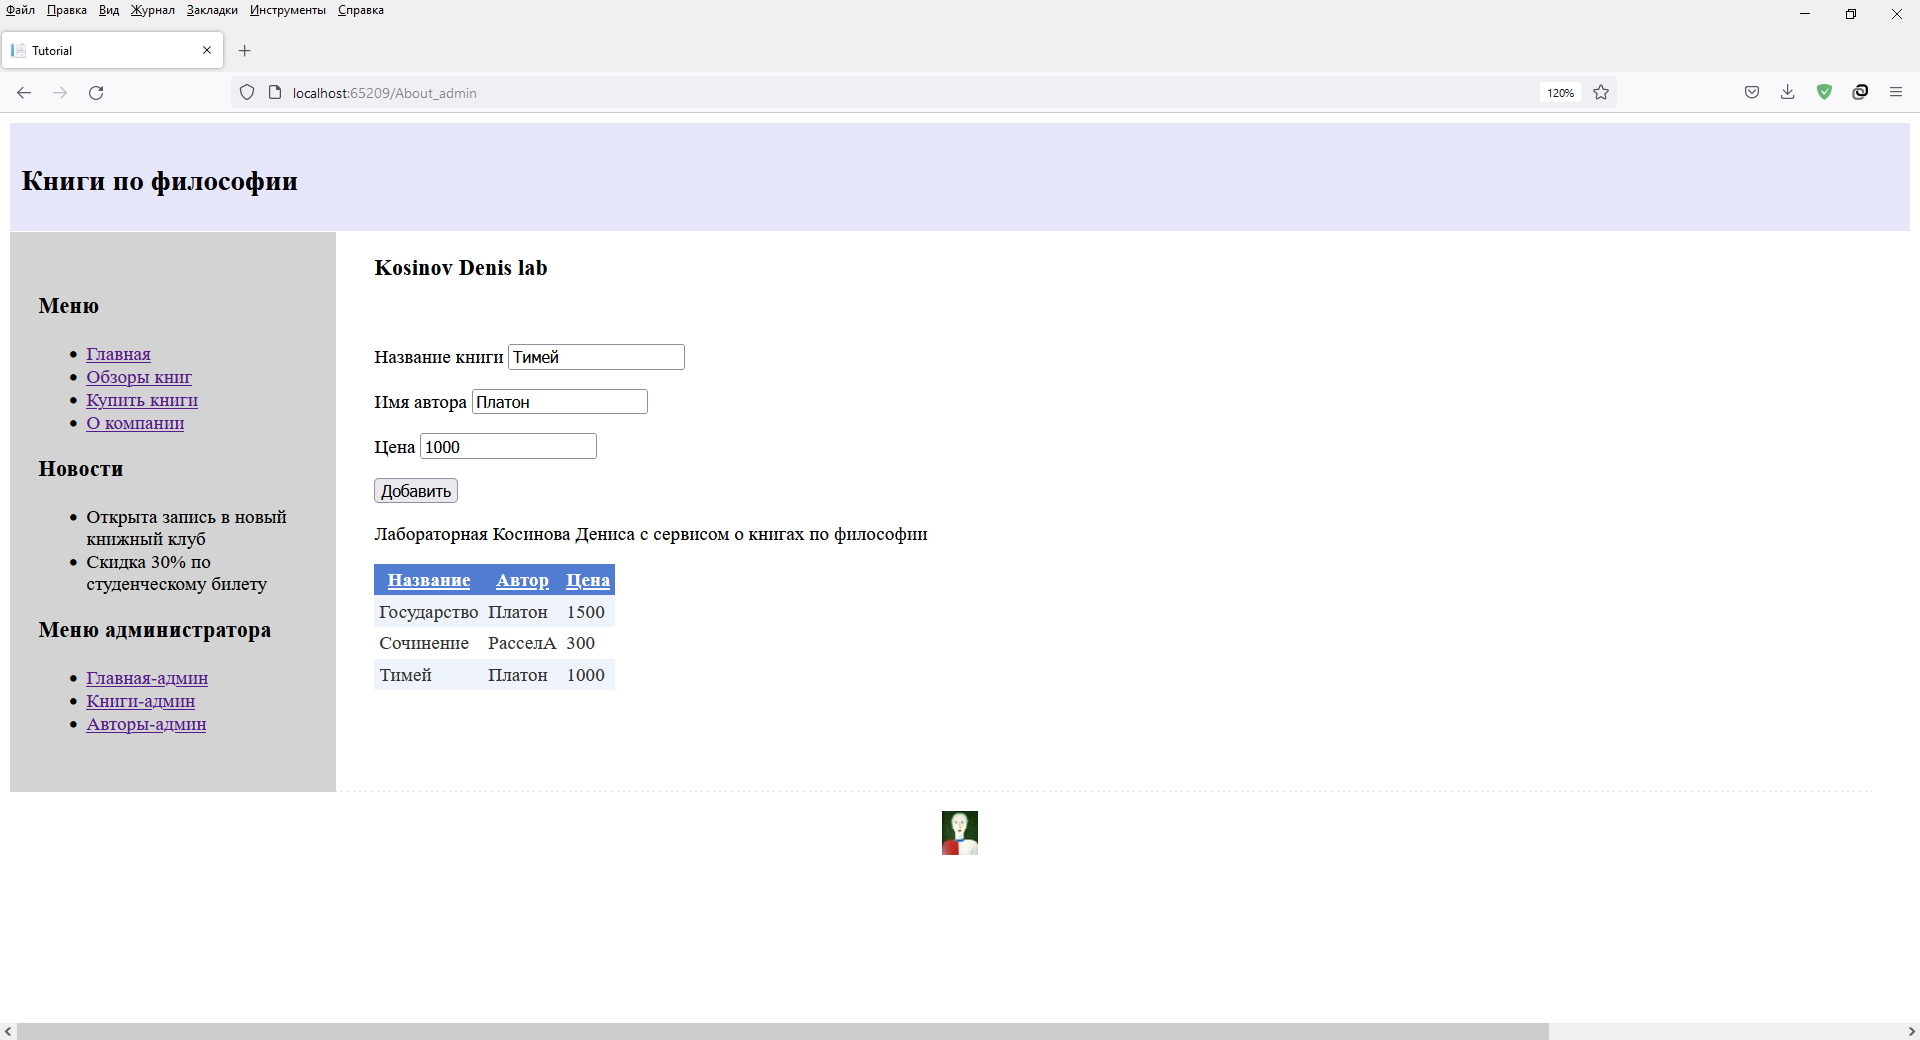 Файл Правка Вид Журнал Закладки Инструменты Справка
Tutorial
localhost:65209/About_admin
120%
Книги по философии
Kosinov Denis lab
Меню
Главная
Обзоры книг
Купить книги
О компании
Новости
Открыта запись в новый
книжный клуб
Скидка 30% по
студенческому билету
Меню администратора
Главная-админ
Книги-админ
Авторы-админ
Название книги Тимей
Имя автора Платон
Цена 1000
Добавить
Лабораторная Косинова Дениса с сервисом о книгах по философии
Название Автор Цена
Государство Платон 1500
Сочинение РасселА 300
Тимей Платон 1000